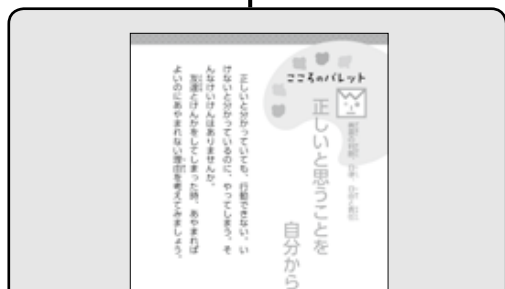 こころのパレット
正しいと思うことを
自分から
正しいと分かっていても、行動できない。い
けないと分かっているのに、やってしまう。そ
んなけいけんはありませんか。
友達とけんかをしてしまった時、あやまれば
よいのにあやまれない理由を考えてみましょう。